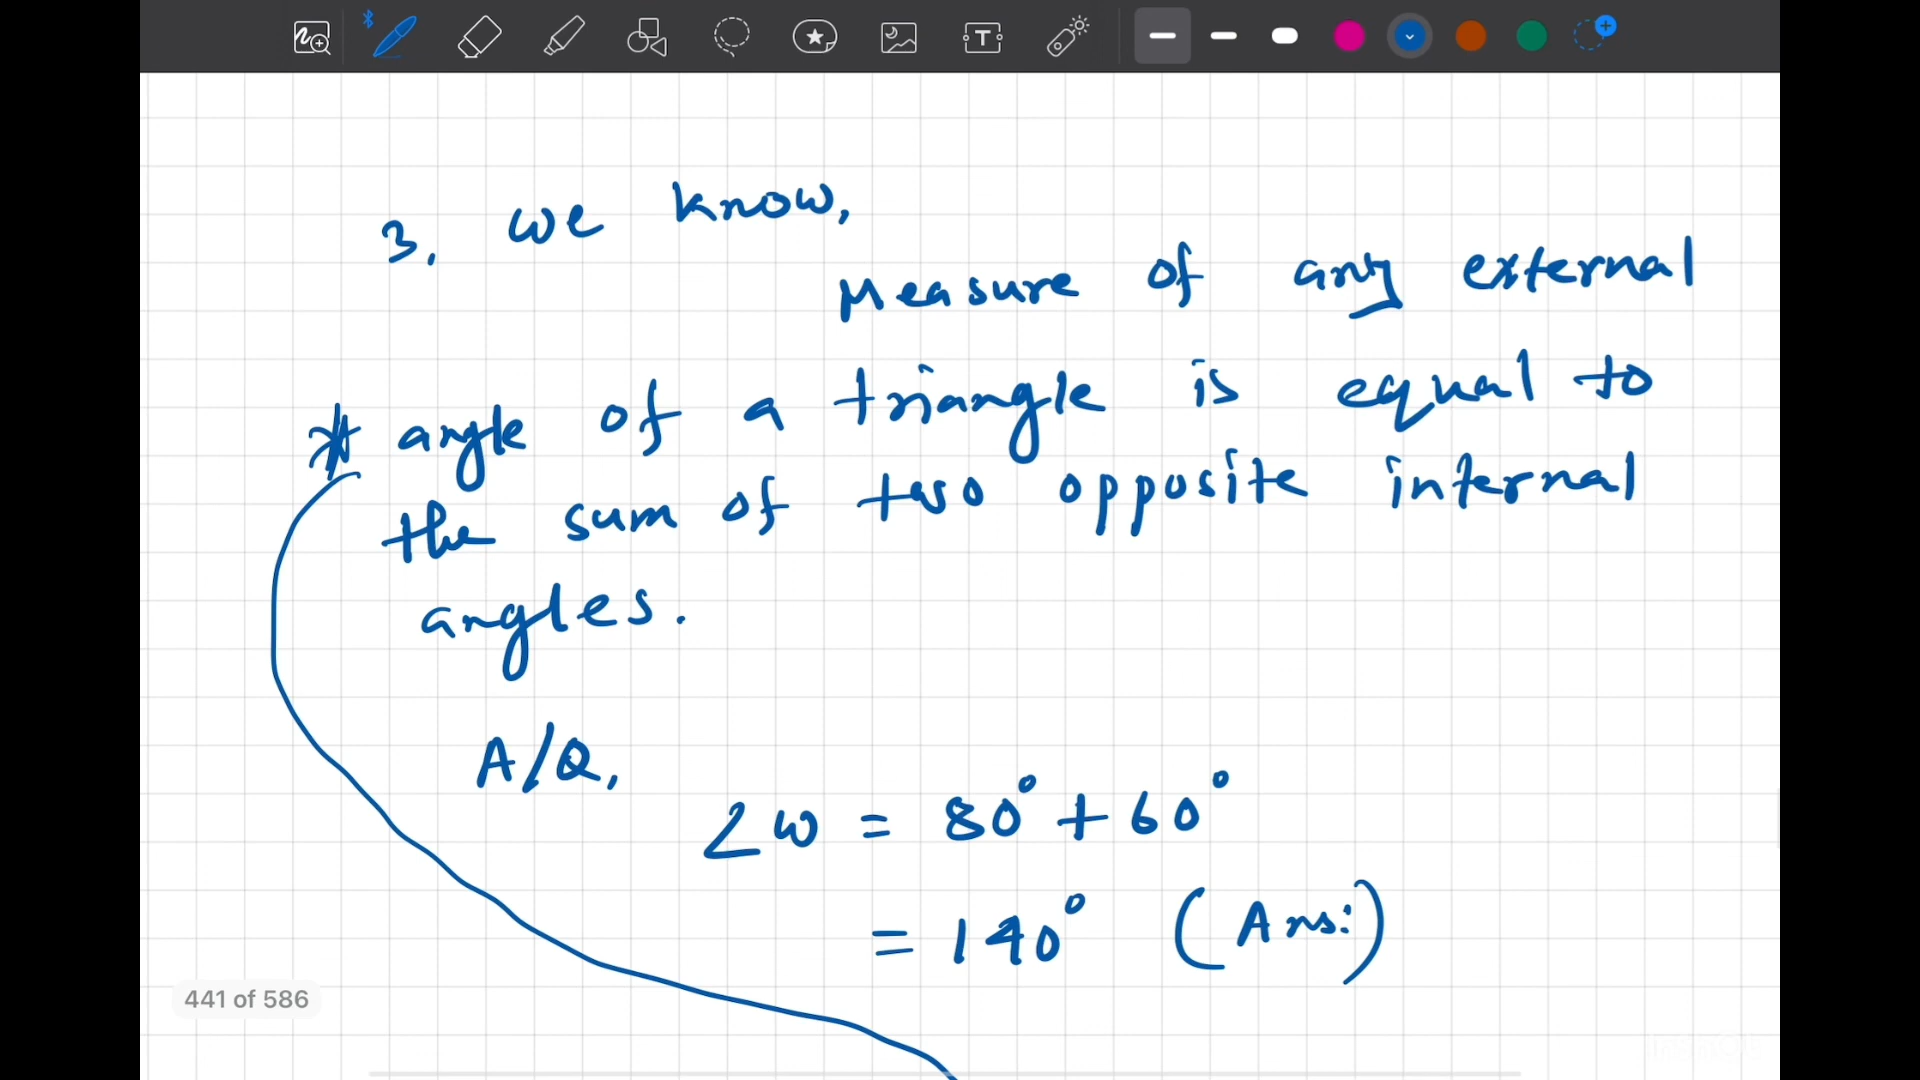 3. we know,
Measure of any external
* angle of a triangle is equal to
the sum of two opposite internal
angles.
A/Q,
∠w = 80° + 60°
= 140° (Ans:)
441 of 586